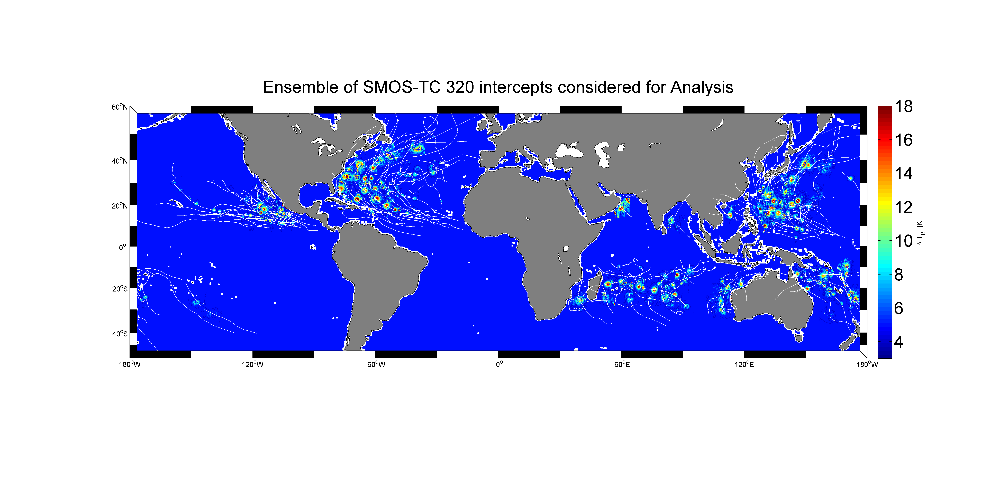 Ensemble of SMOS-TC 320 intercepts considered for Analysis
60°N
40°N
20°N
0°
20°S
40°S
180°W
120°W
60°W
0°
60°E
120°E
180°W
18
16
14
12
10
8
6
4
Δ T_B [K]